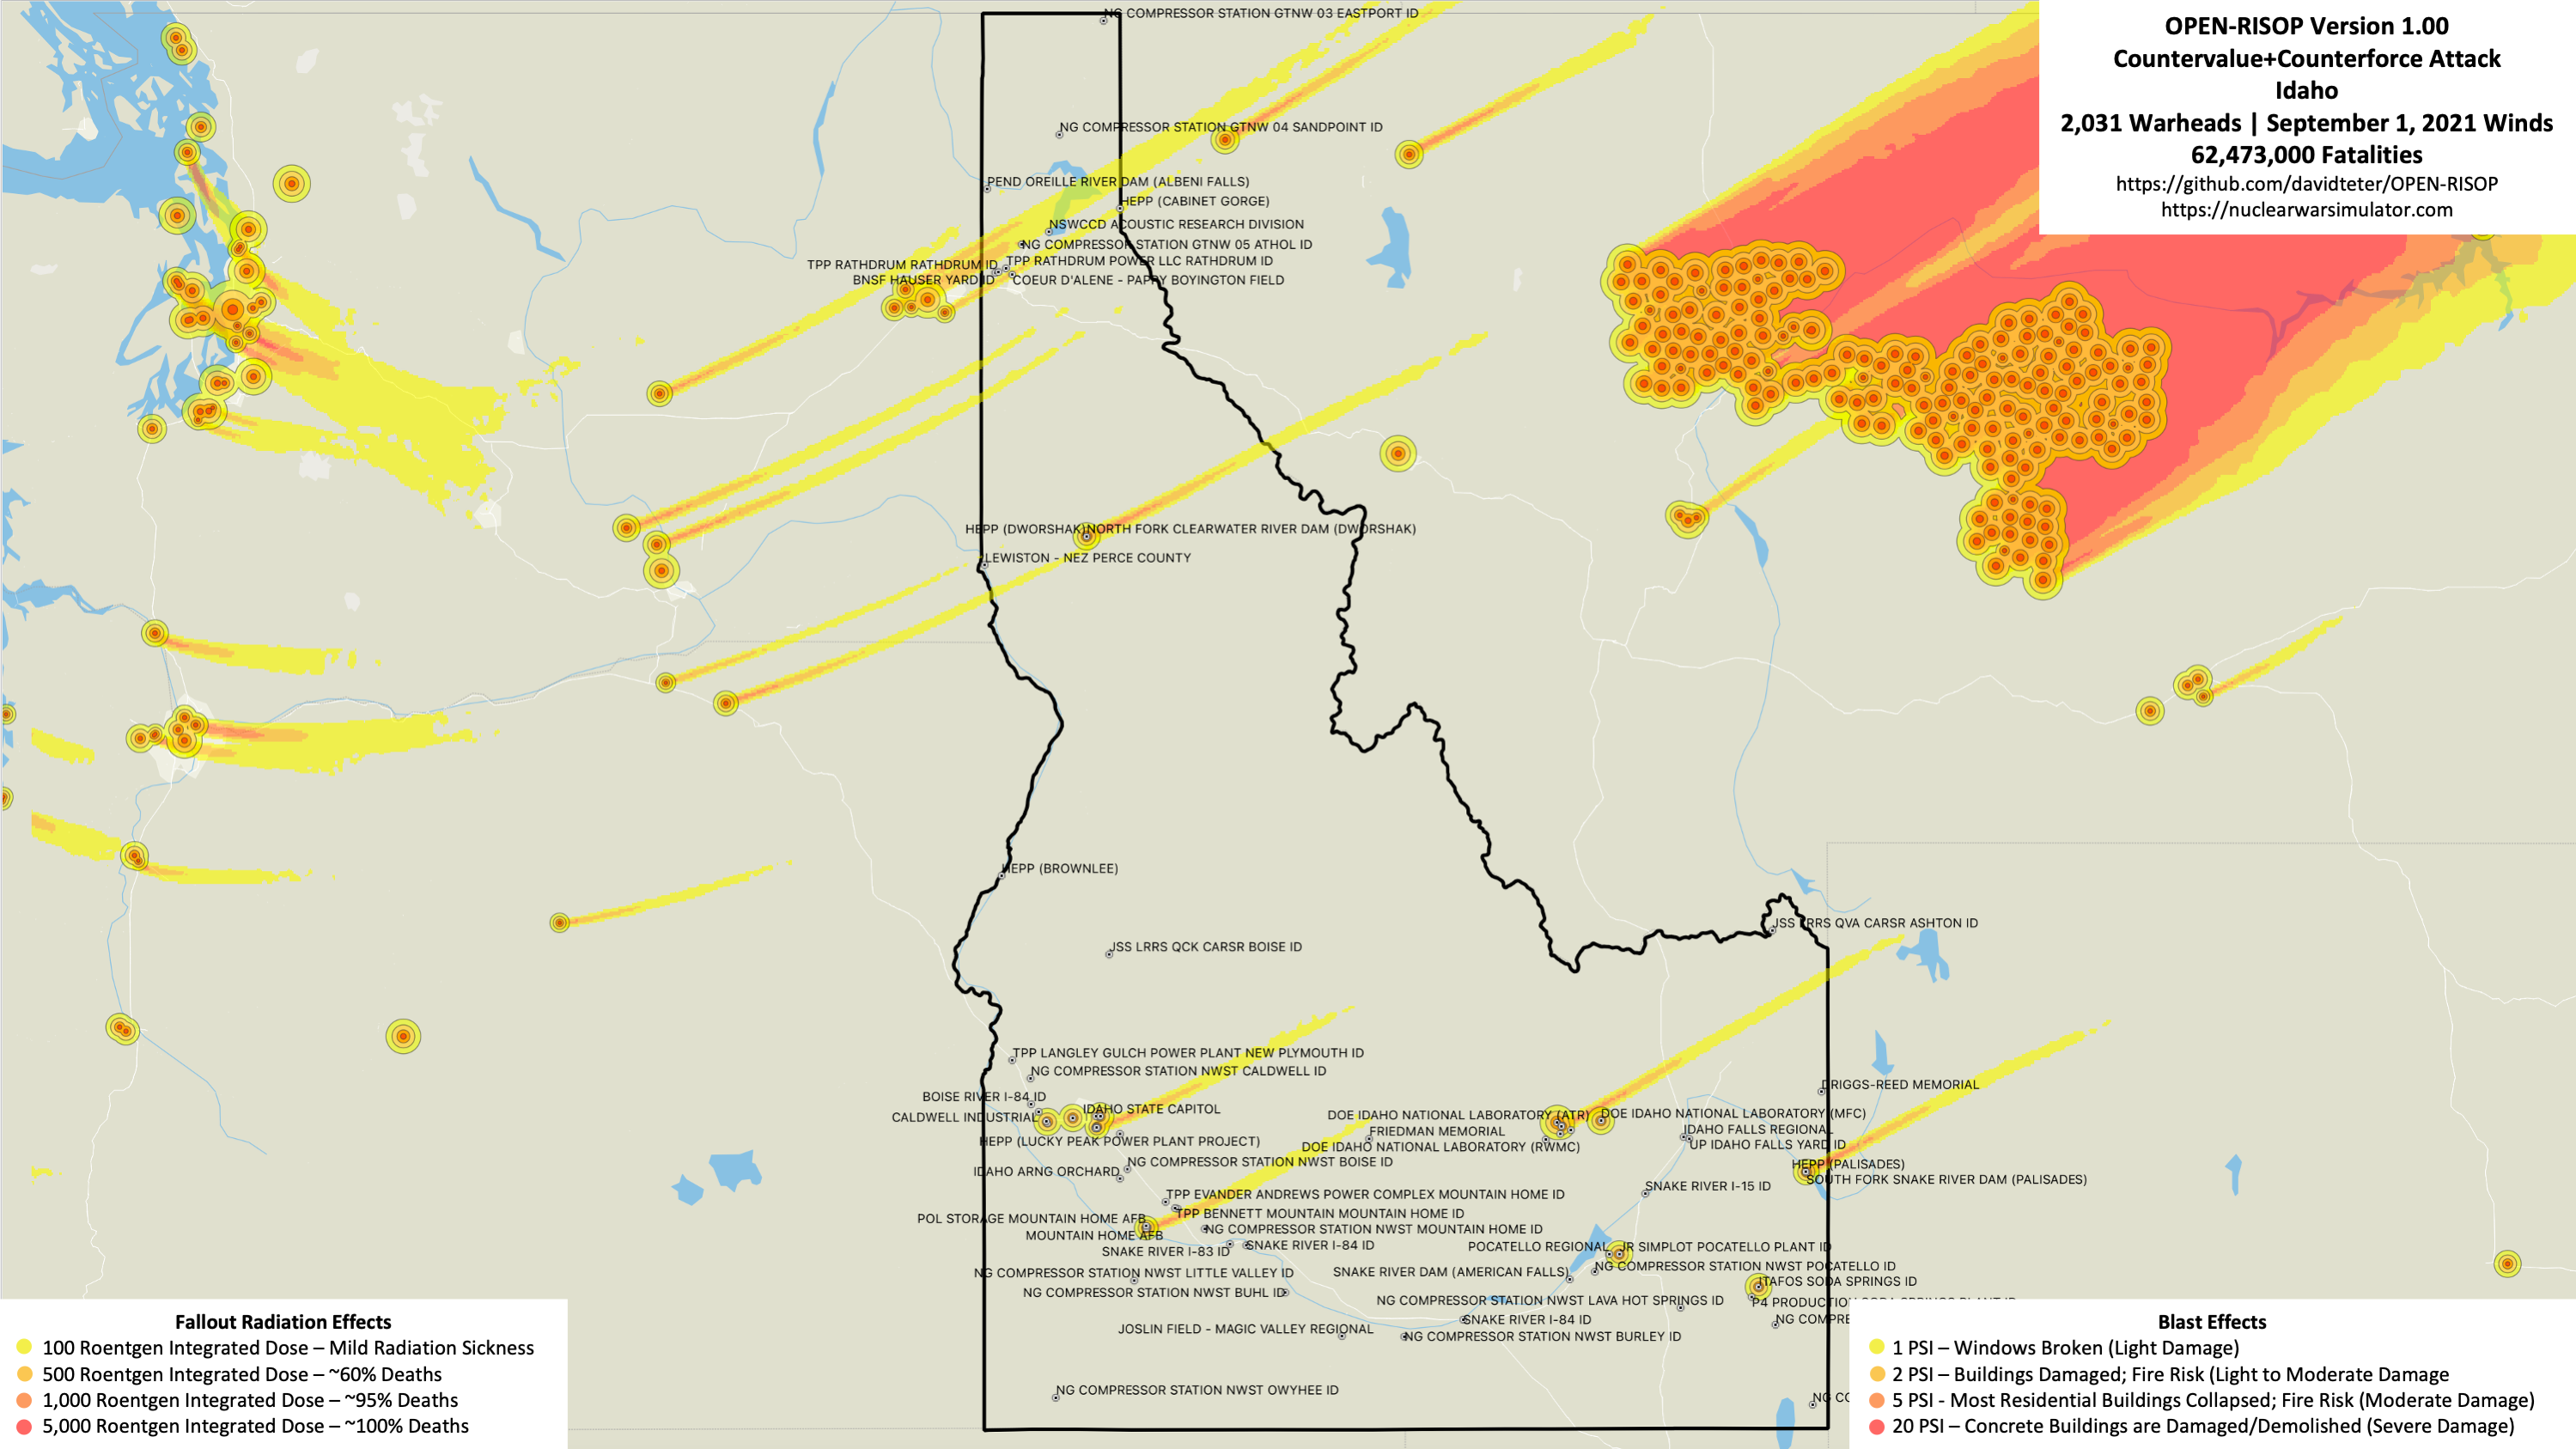 OPEN-RISOP Version 1.00
Countervalue+Counterforce Attack
Idaho
2,031 Warheads | September 1, 2021 Winds
62,473,000 Fatalities
https://github.com/davidteter/OPEN-RISOP
https://nuclearwarsimulator.com
NG COMPRESSOR STATION GTNW 03 EASTPORT ID
NG COMPRESSOR STATION GTNW 04 SANDPOINT ID
PEND OREILLE RIVER DAM (ALBENI FALLS)
HEPP (CABINET GORGE)
NSWCCD ACOUSTIC RESEARCH DIVISION
NG COMPRESSOR STATION GTNW 05 ATHOL ID
TPP RATHDRUM RATHDRUM ID
TPP RATHDRUM POWER LLC RATHDRUM ID
BNSF HAUSER YARD ID
COEUR D'ALENE - PAPPY BOYINGTON FIELD
HEPP (DWORSHAK)
NORTH FORK CLEARWATER RIVER DAM (DWORSHAK)
LEWISTON - NEZ PERCE COUNTY
HEPP (BROWNLEE)
JSS LRRS QVA CARSR ASHTON ID
JSS LRRS QCK CARSR BOISE ID
TPP LANGLEY GULCH POWER PLANT NEW PLYMOUTH ID
NG COMPRESSOR STATION NWST CALDWELL ID
DRIGGS-REED MEMORIAL
BOISE RIVER I-84 ID
IDAHO STATE CAPITOL
CALDWELL INDUSTRIAL
DOE IDAHO NATIONAL LABORATORY (ATR)
DOE IDAHO NATIONAL LABORATORY (MFC)
FRIEDMAN MEMORIAL
IDAHO FALLS REGIONAL
HEPP (LUCKY PEAK POWER PLANT PROJECT)
DOE IDAHO NATIONAL LABORATORY (RWMC)
UP IDAHO FALLS YARD ID
NG COMPRESSOR STATION NWST BOISE ID
HEPP (PALISADES)
IDAHO ARNG ORCHARD
SOUTH FORK SNAKE RIVER DAM (PALISADES)
SNAKE RIVER I-15 ID
TPP EVANDER ANDREWS POWER COMPLEX MOUNTAIN HOME ID
TPP BENNETT MOUNTAIN MOUNTAIN HOME ID
POL STORAGE MOUNTAIN HOME AFB
NG COMPRESSOR STATION NWST MOUNTAIN HOME ID
MOUNTAIN HOME AFB
SNAKE RIVER I-84 ID
SNAKE RIVER I-83 ID
POCATELLO REGIONAL
JR SIMPLOT POCATELLO PLANT ID
NG COMPRESSOR STATION NWST POCATELLO ID
NG COMPRESSOR STATION NWST LITTLE VALLEY ID
SNAKE RIVER DAM (AMERICAN FALLS)
ITAFOS SODA SPRINGS ID
NG COMPRESSOR STATION NWST BUHL ID
NG COMPRESSOR STATION NWST LAVA HOT SPRINGS ID
P4 PRODUCTION SODA SPRINGS PLANT ID
SNAKE RIVER I-84 ID
NG COMPRE
JOSLIN FIELD - MAGIC VALLEY REGIONAL
NG COMPRESSOR STATION NWST BURLEY ID
NG COMPRESSOR STATION NWST OWYHEE ID
NG CO
Fallout Radiation Effects
100 Roentgen Integrated Dose – Mild Radiation Sickness
500 Roentgen Integrated Dose – ~60% Deaths
1,000 Roentgen Integrated Dose – ~95% Deaths
5,000 Roentgen Integrated Dose – ~100% Deaths
Blast Effects
1 PSI – Windows Broken (Light Damage)
2 PSI – Buildings Damaged; Fire Risk (Light to Moderate Damage
5 PSI - Most Residential Buildings Collapsed; Fire Risk (Moderate Damage)
20 PSI – Concrete Buildings are Damaged/Demolished (Severe Damage)